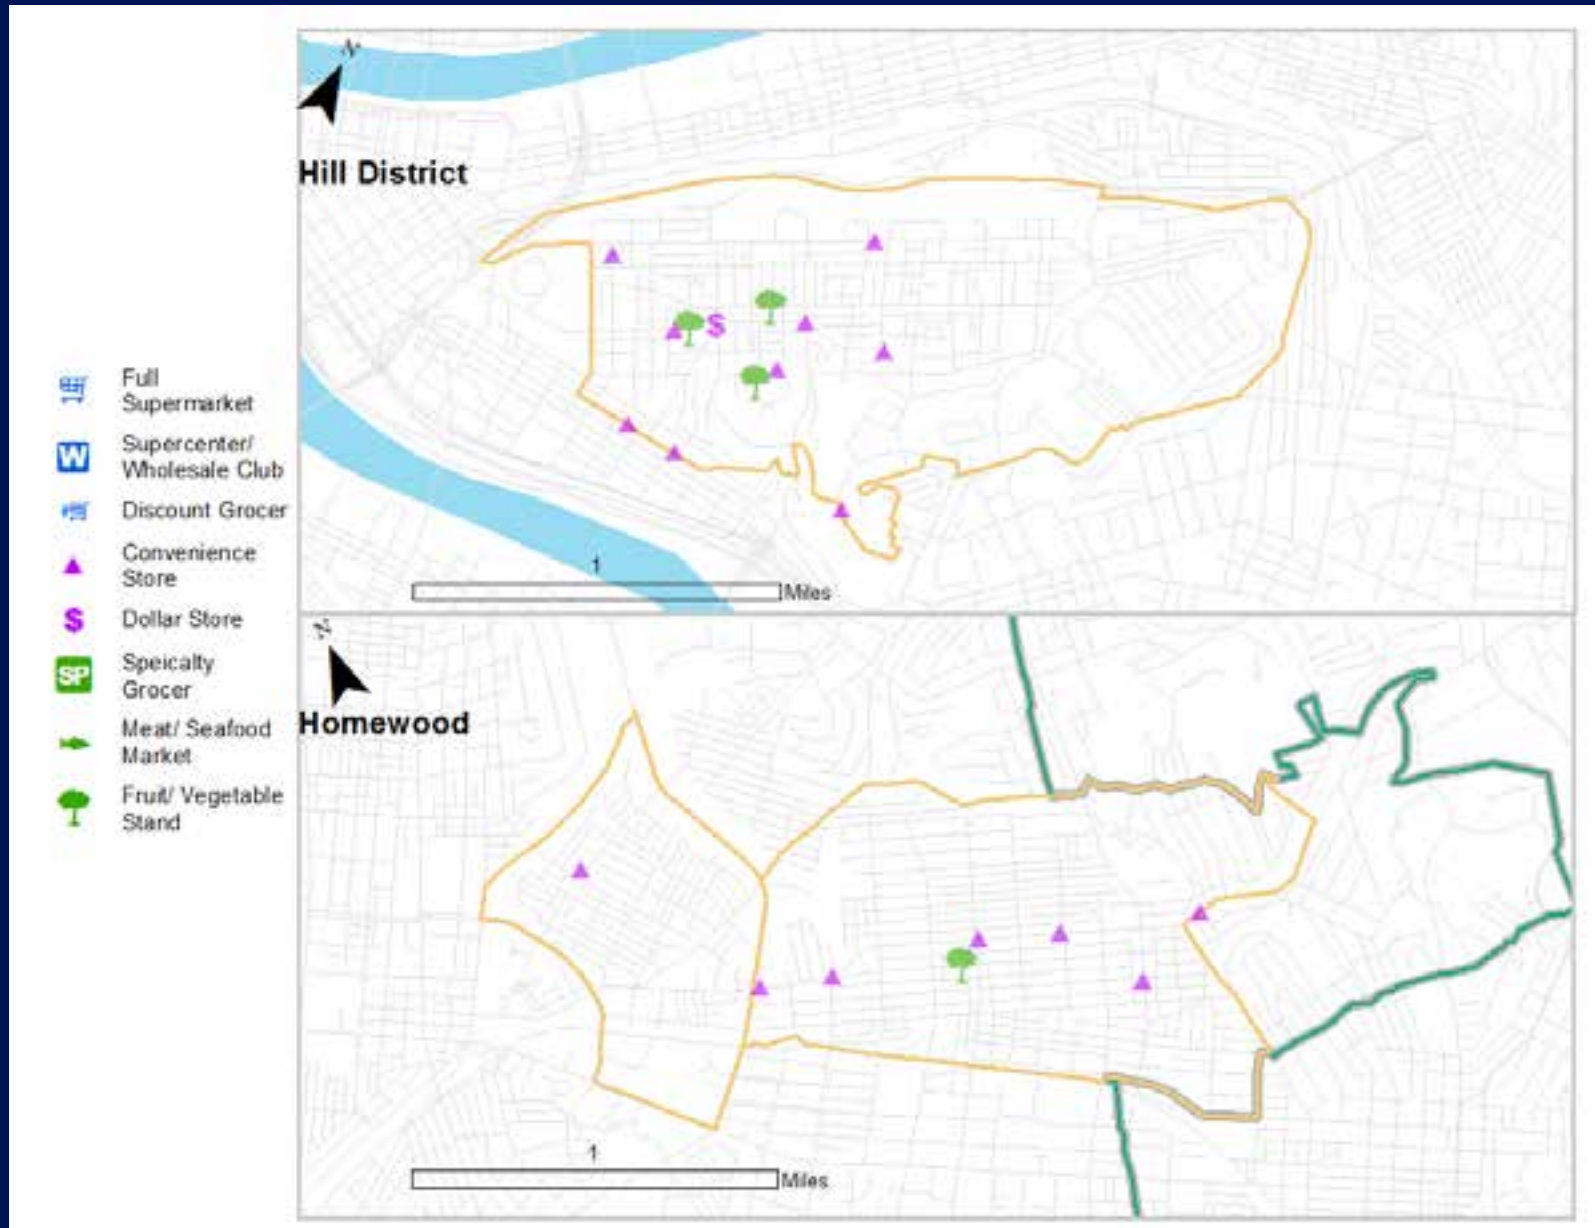 N
Hill District
1
Miles
Full
Supermarket
W
Supercenter/
Wholesale Club
Discount Grocer
Convenience
Store
$
Dollar Store
SP
Speicalty
Grocer
Meat/ Seafood
Market
Fruit/ Vegetable
Stand
$
N
Homewood
1
Miles